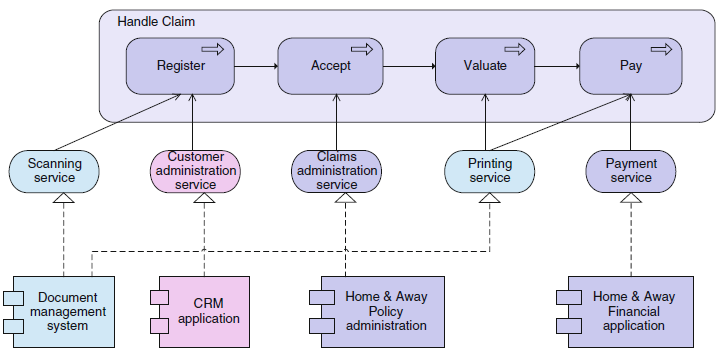 Handle Claim
Register
Accept
Valuate
Pay
Scanning
service
Customer
administration
service
Claims
administration
service
Printing
service
Payment
service
Document
management
system
CRM
application
Home & Away
Policy
administration
Home & Away
Financial
application